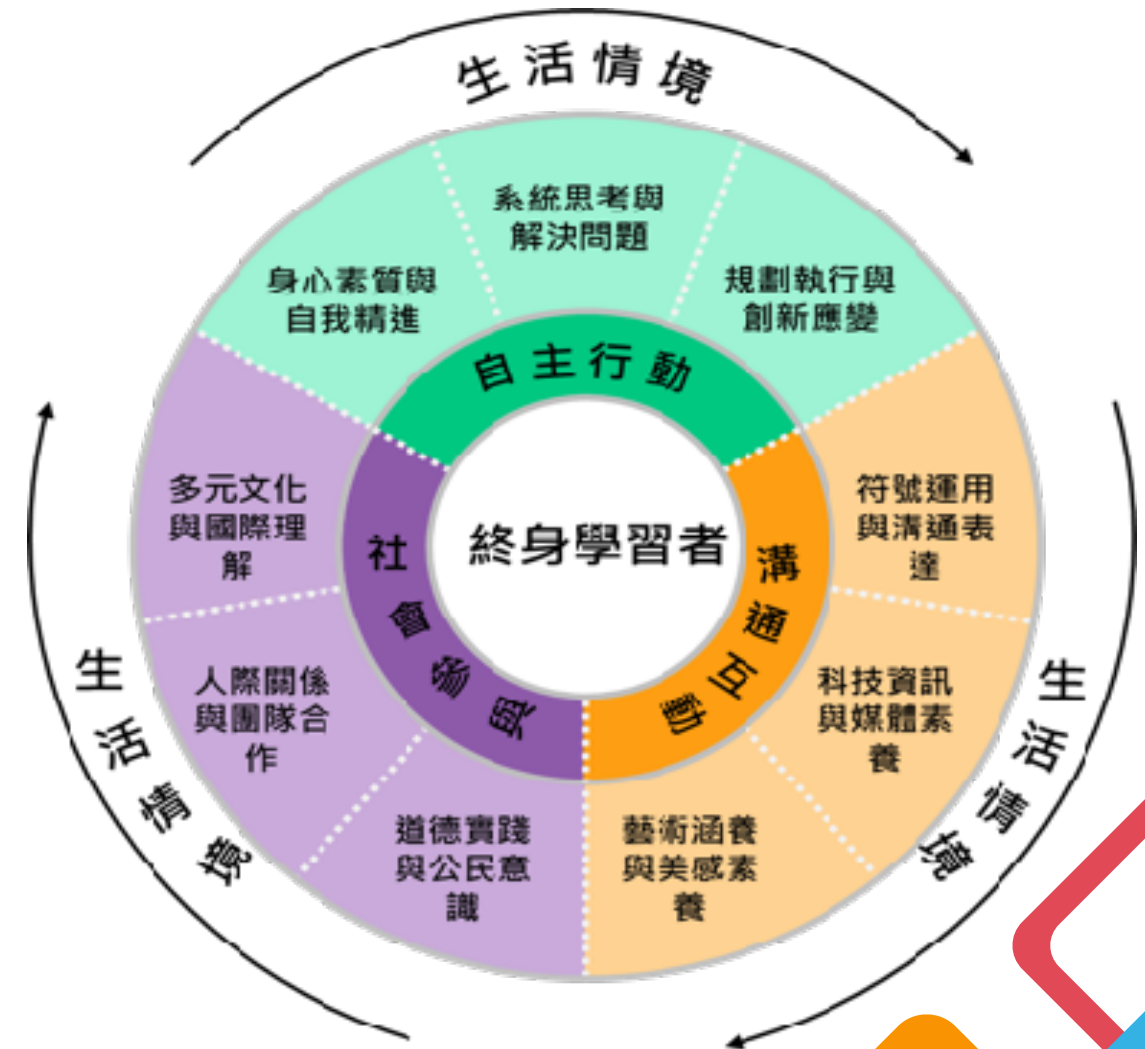 生活情境
系統思考與
解決問題
身心素質與
自我精進
規劃執行與
創新應變
自主行動
多元文化
與國際理
解
符號運用
與溝通表
達
終身學習者
社會參與
溝通互動
人際關係
與團隊合
作
科技資訊
與媒體素
養
生活情境
生活情境
道德實踐
與公民意
識
藝術涵養
與美感素
養